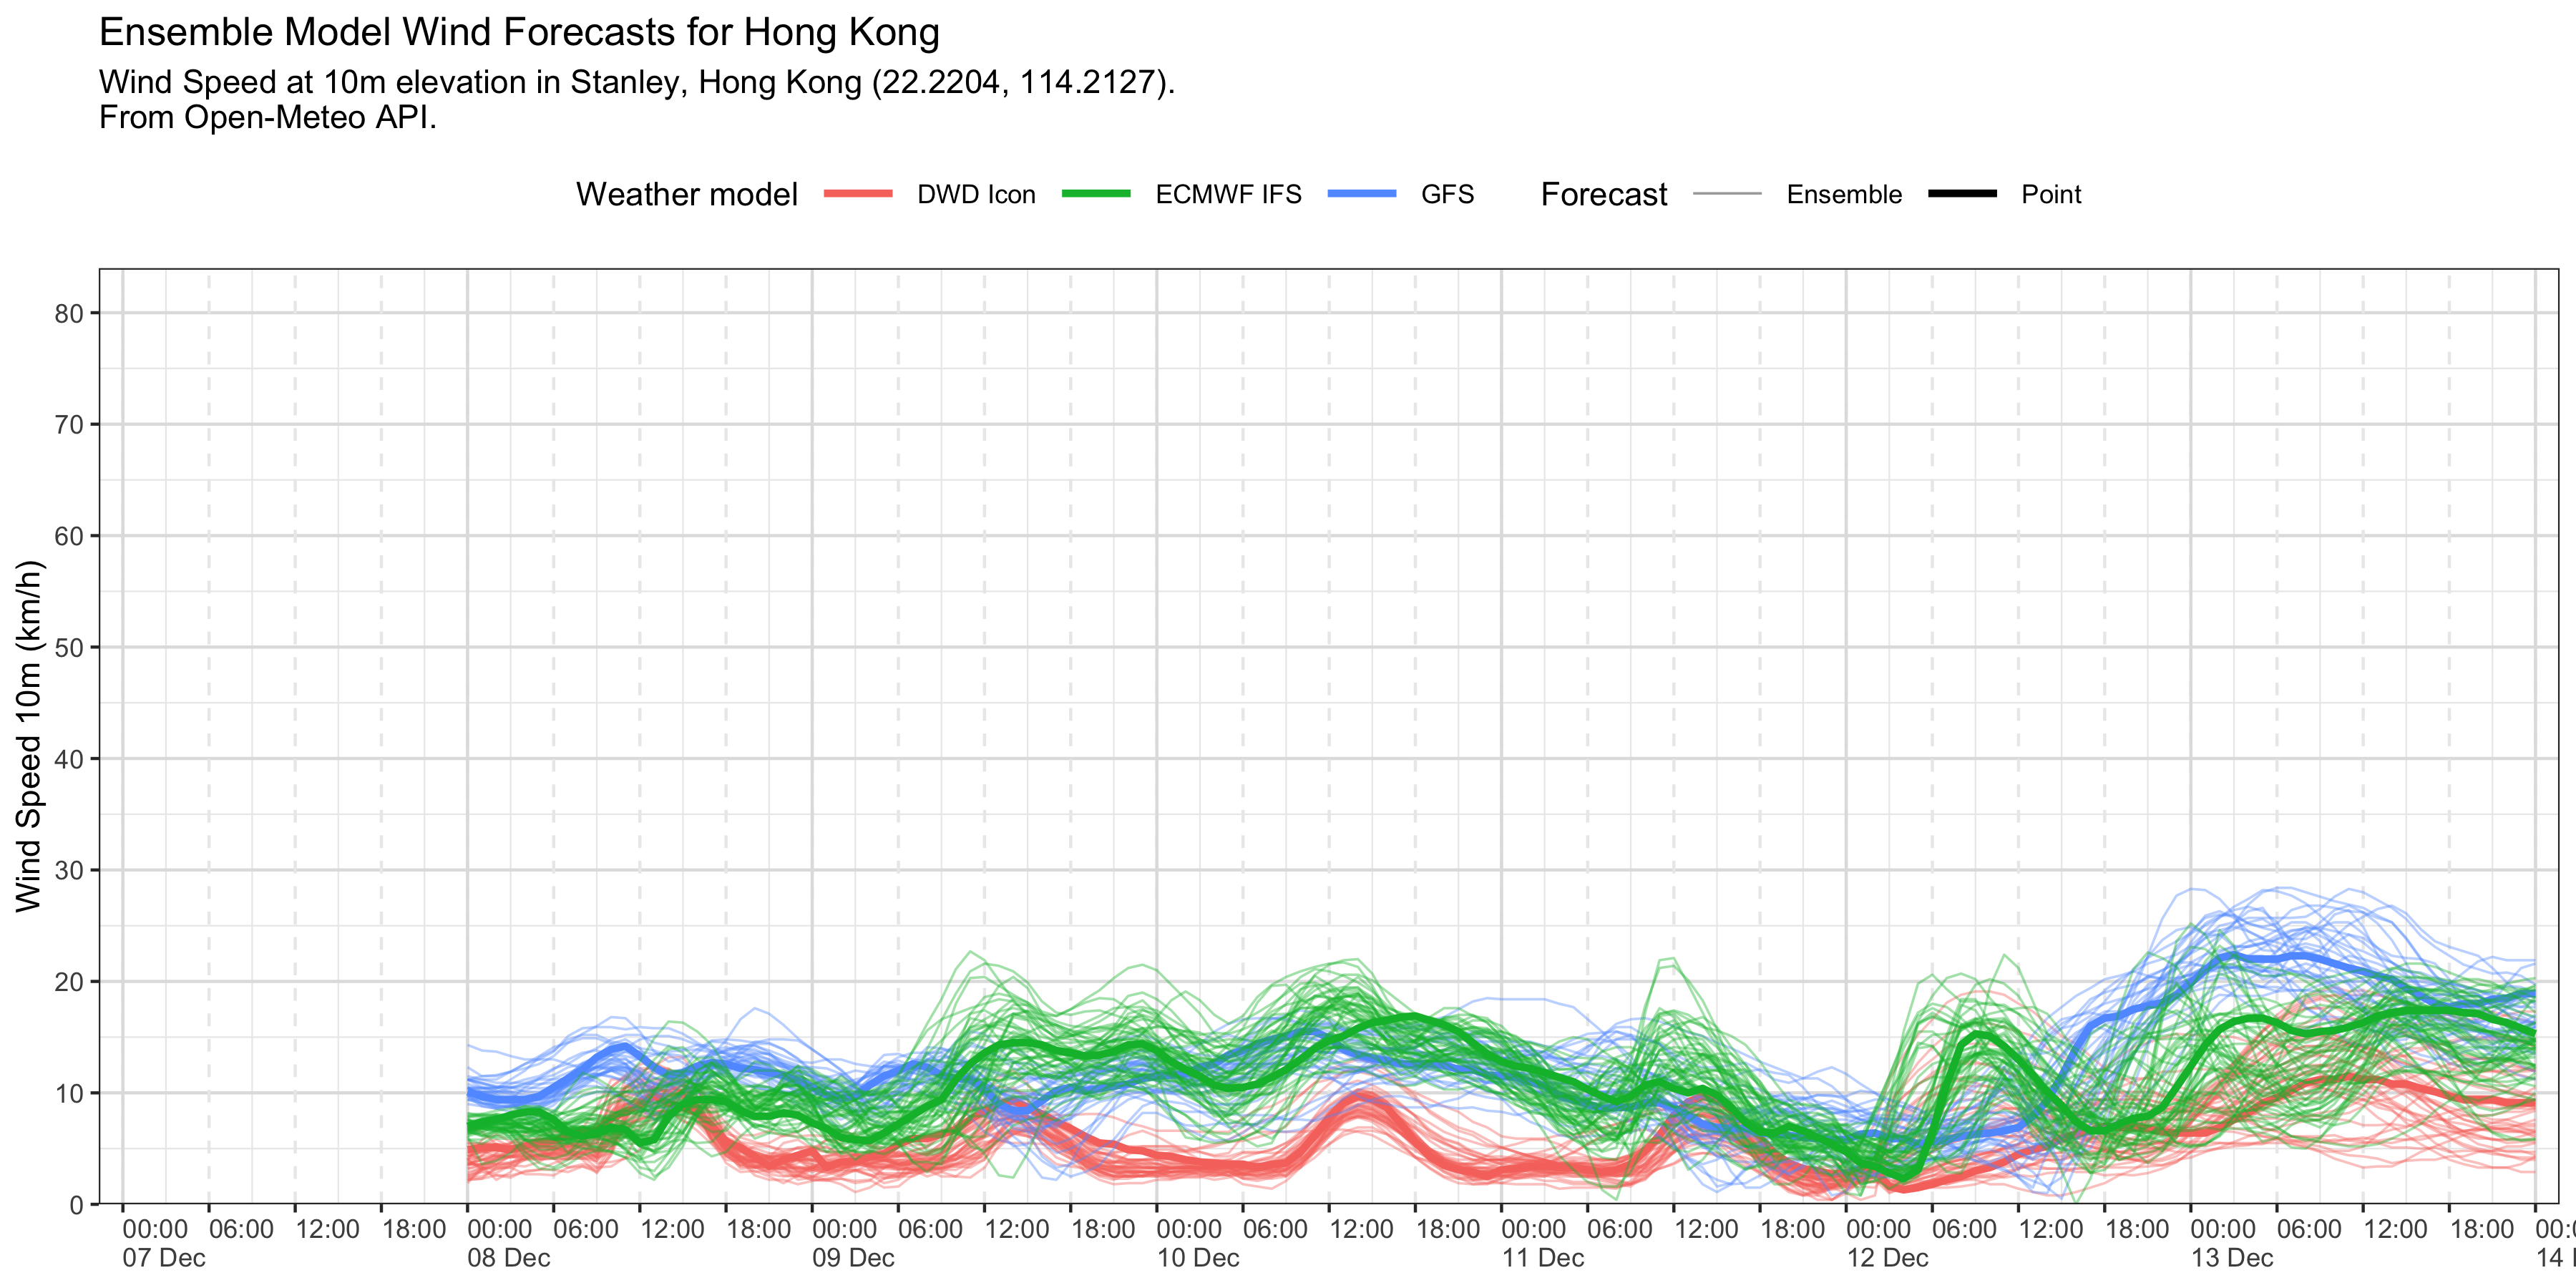 Ensemble Model Wind Forecasts for Hong Kong
Wind Speed at 10m elevation in Stanley, Hong Kong (22.2204, 114.2127).
From Open-Meteo API.
Weather model DWD Icon ECMWF IFS GFS Forecast Ensemble Point
Wind Speed 10m (km/h)
80
70
60
50
40
30
20
10
0
00:00 06:00 12:00 18:00 00:00 06:00 12:00 18:00 00:00 06:00 12:00 18:00 00:00 06:00 12:00 18:00 00:00 06:00 12:00 18:00 00:00 06:00 12:00 18:00 00:00 06:00 12:00 18:00
07 Dec 08 Dec 09 Dec 10 Dec 11 Dec 12 Dec 13 Dec 14